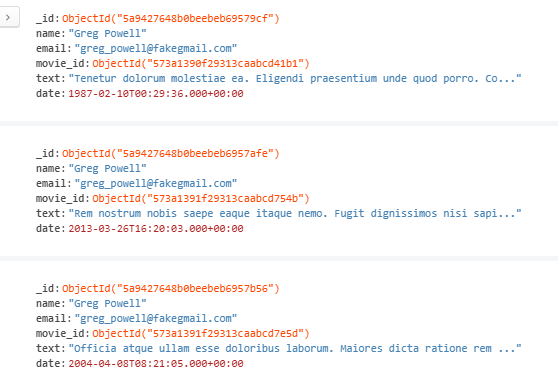 _id: ObjectId("5a9427648b0beebeb69579cf")
name: "Greg Powell"
email: "greg_powell@fakegmail.com"
movie_id: ObjectId("573a1390f29313caabcd41b1")
text: "Tenetur dolorum molestiae ea. Eligendi praesentium unde quod porro. Co..."
date: 1987-02-10T00:29:36.000+00:00
_id: ObjectId("5a9427648b0beebeb6957afe")
name: "Greg Powell"
email: "greg_powell@fakegmail.com"
movie_id: ObjectId("573a1391f29313caabcd754b")
text: "Rem nostrum nobis saepe eaque itaque nemo. Fugit dignissimos nisi sapi..."
date: 2013-03-26T16:20:03.000+00:00
_id: ObjectId("5a9427648b0beebeb6957b56")
name: "Greg Powell"
email: "greg_powell@fakegmail.com"
movie_id: ObjectId("573a1391f29313caabcd7e5d")
text: "Officia atque ullam esse doloribus laborum. Maiores dicta ratione rem ..."
date: 2004-04-08T08:21:05.000+00:00